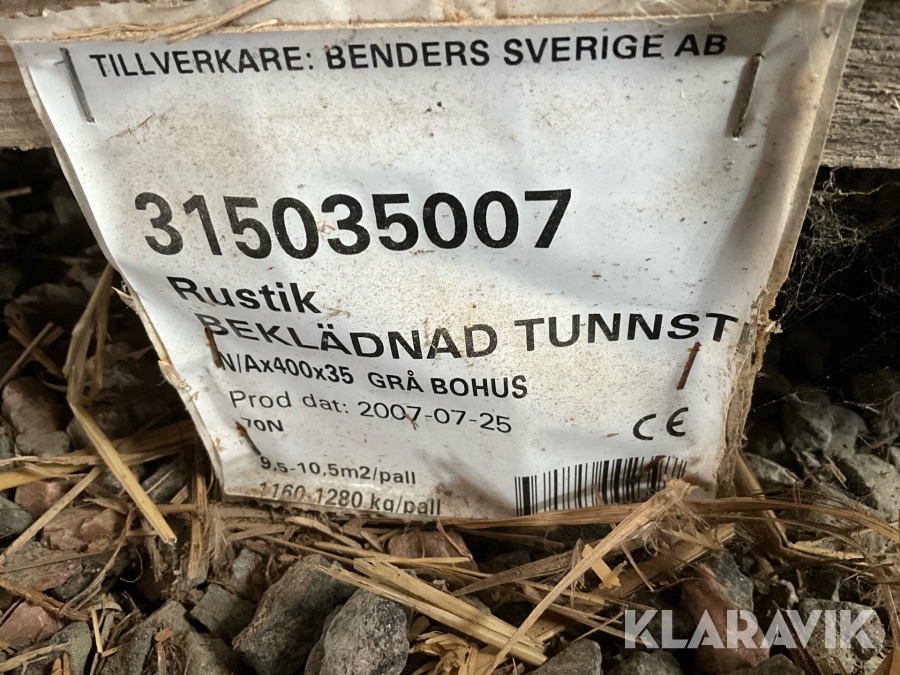 TILLVERKARE: BENDERS SVERIGE AB
315035007
Rustik
BEKLÄDNAD TUNNST
N/Ax400x35 GRÅ BOHUS
Prod dat: 2007-07-25
70N
CE
9,5-10,5m2/pall
1160-1280 kg/pall
KLARAVIK